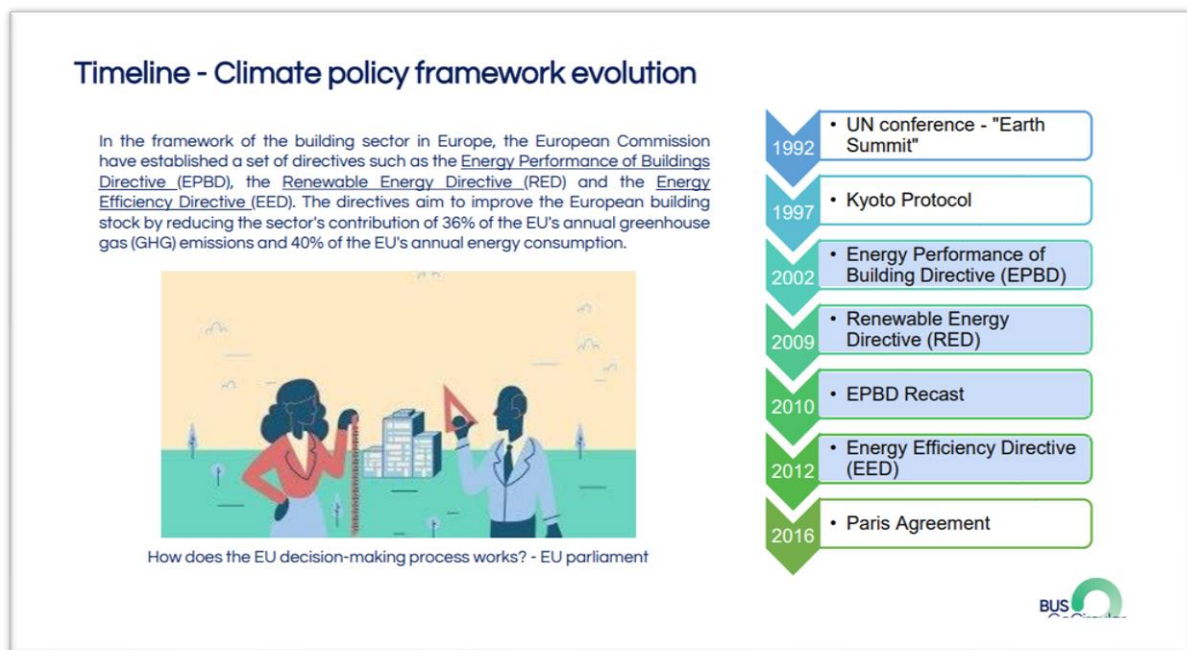 Timeline - Climate policy framework evolution
In the framework of the building sector in Europe, the European Commission
have established a set of directives such as the Energy Performance of Buildings
Directive (EPBD), the Renewable Energy Directive (RED) and the Energy
Efficiency Directive (EED). The directives aim to improve the European building
stock by reducing the sector's contribution of 36% of the EU's annual greenhouse
gas (GHG) emissions and 40% of the EU's annual energy consumption.
How does the EU decision-making process works? - EU parliament
1992
• UN conference - "Earth
Summit"
1997
• Kyoto Protocol
2002
• Energy Performance of
Building Directive (EPBD)
2009
• Renewable Energy
Directive (RED)
2010
• EPBD Recast
2012
• Energy Efficiency Directive
(EED)
2016
• Paris Agreement
BUS